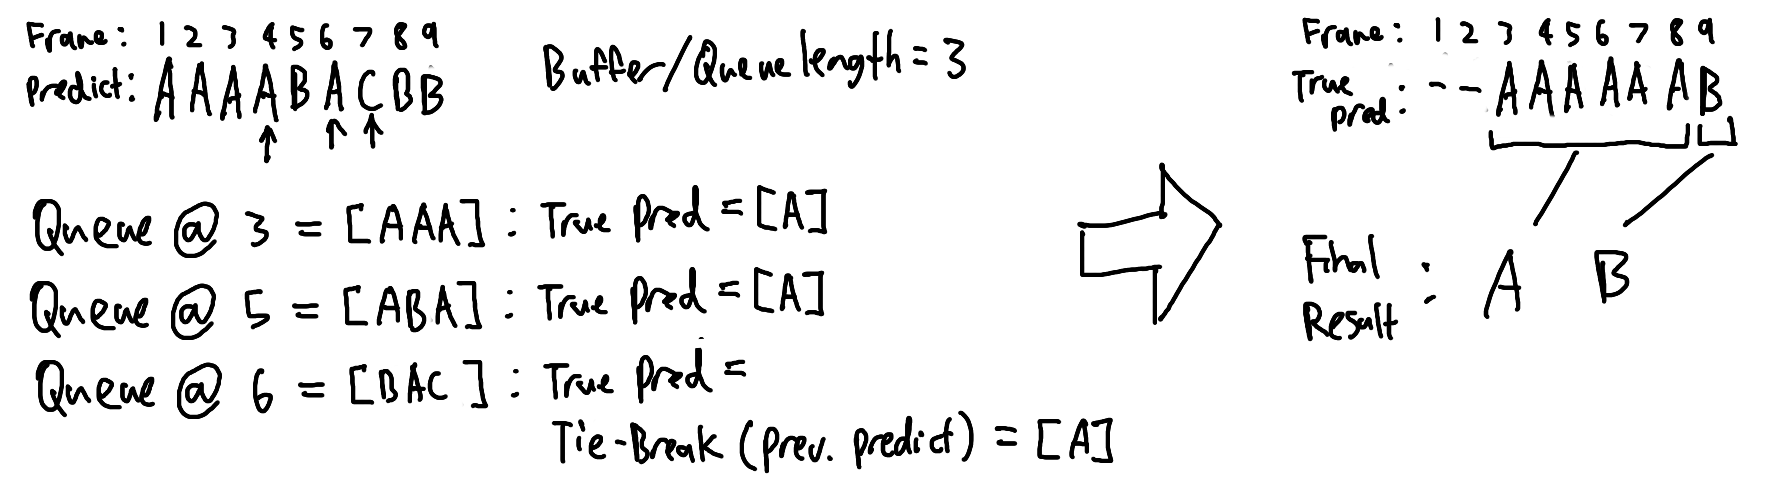 Frame: 1 2 3 4 5 6 7 8 9
Predict: A A A A B A C B B
Buffer/Queue length = 3
Queue @ 3 = [AAA] : True Pred = [A]
Queue @ 5 = [ABA] : True Pred = [A]
Queue @ 6 = [BAC] : True Pred =
Tie-Break (prev. predict) = [A]
Frame: 1 2 3 4 5 6 7 8 9
True pred: - - A A A A A A B
Final Result: A B